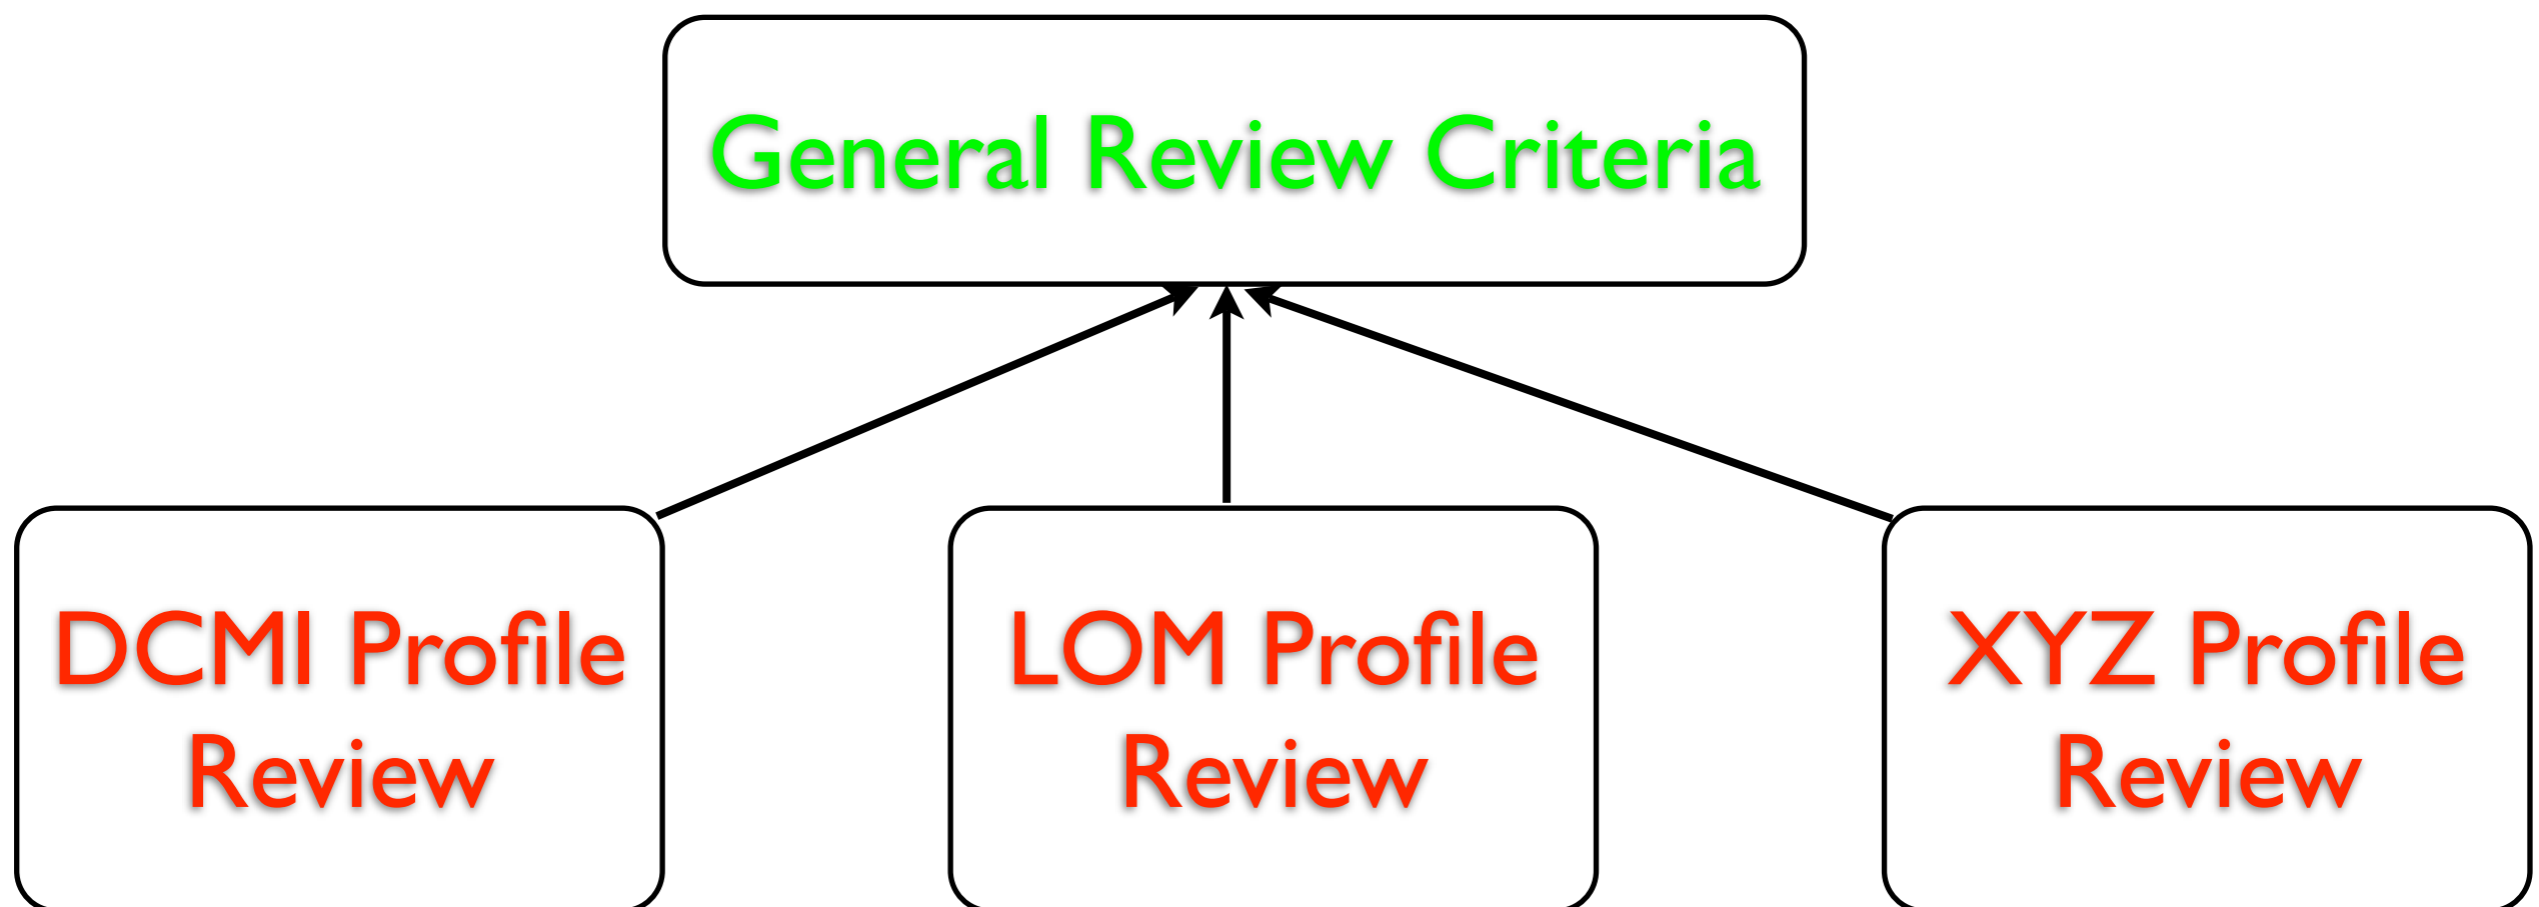 General Review Criteria
DCMI Profile
Review
LOM Profile
Review
XYZ Profile
Review